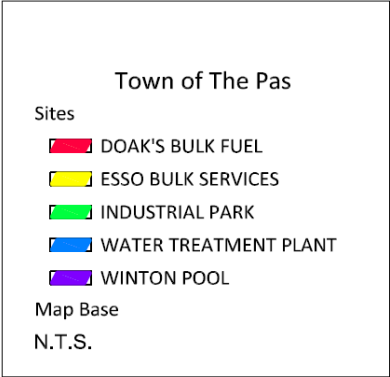 Town of The Pas
Sites
DOAK'S BULK FUEL
ESSO BULK SERVICES
INDUSTRIAL PARK
WATER TREATMENT PLANT
WINTON POOL
Map Base
N.T.S.